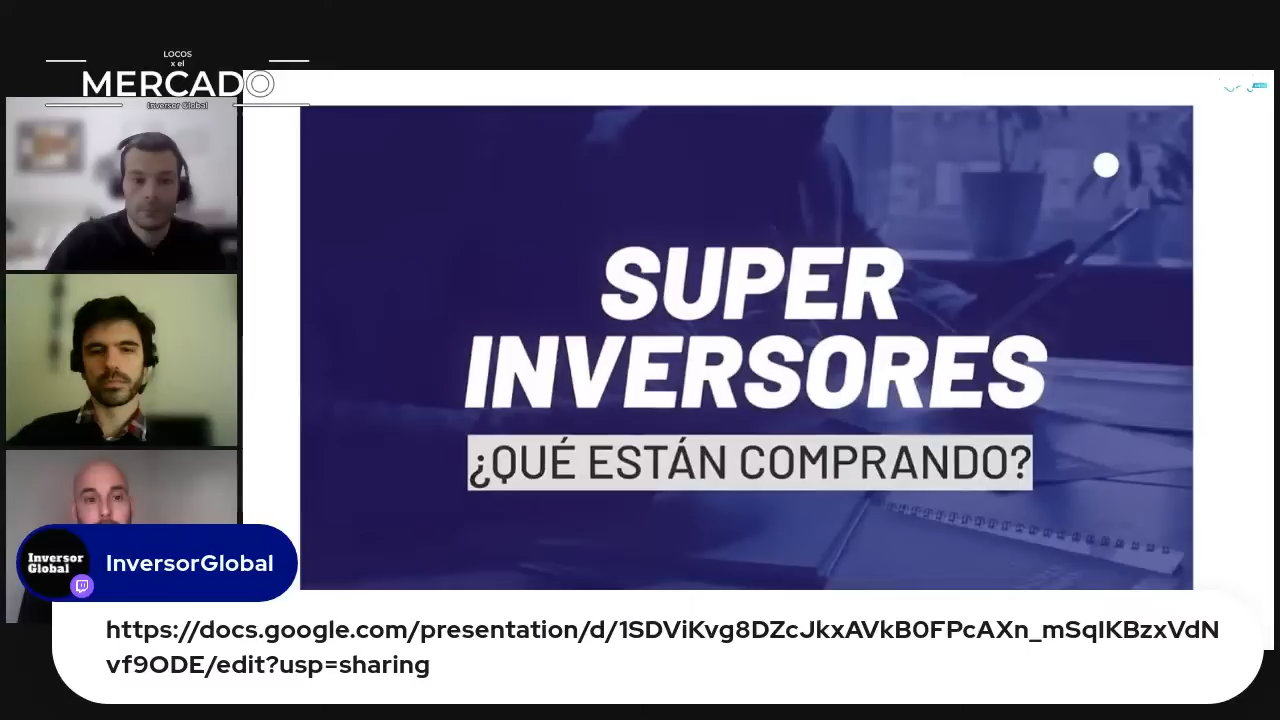 LOCOS
x el
MERCADO
Inversor Global
SUPER
INVERSORES
¿QUÉ ESTÁN COMPRANDO?
Inversor
Global
InversorGlobal
https://docs.google.com/presentation/d/1SDViKvg8DZcJkxAVkB0FPcAXn_mSqIKBzxVdN
vf9ODE/edit?usp=sharing